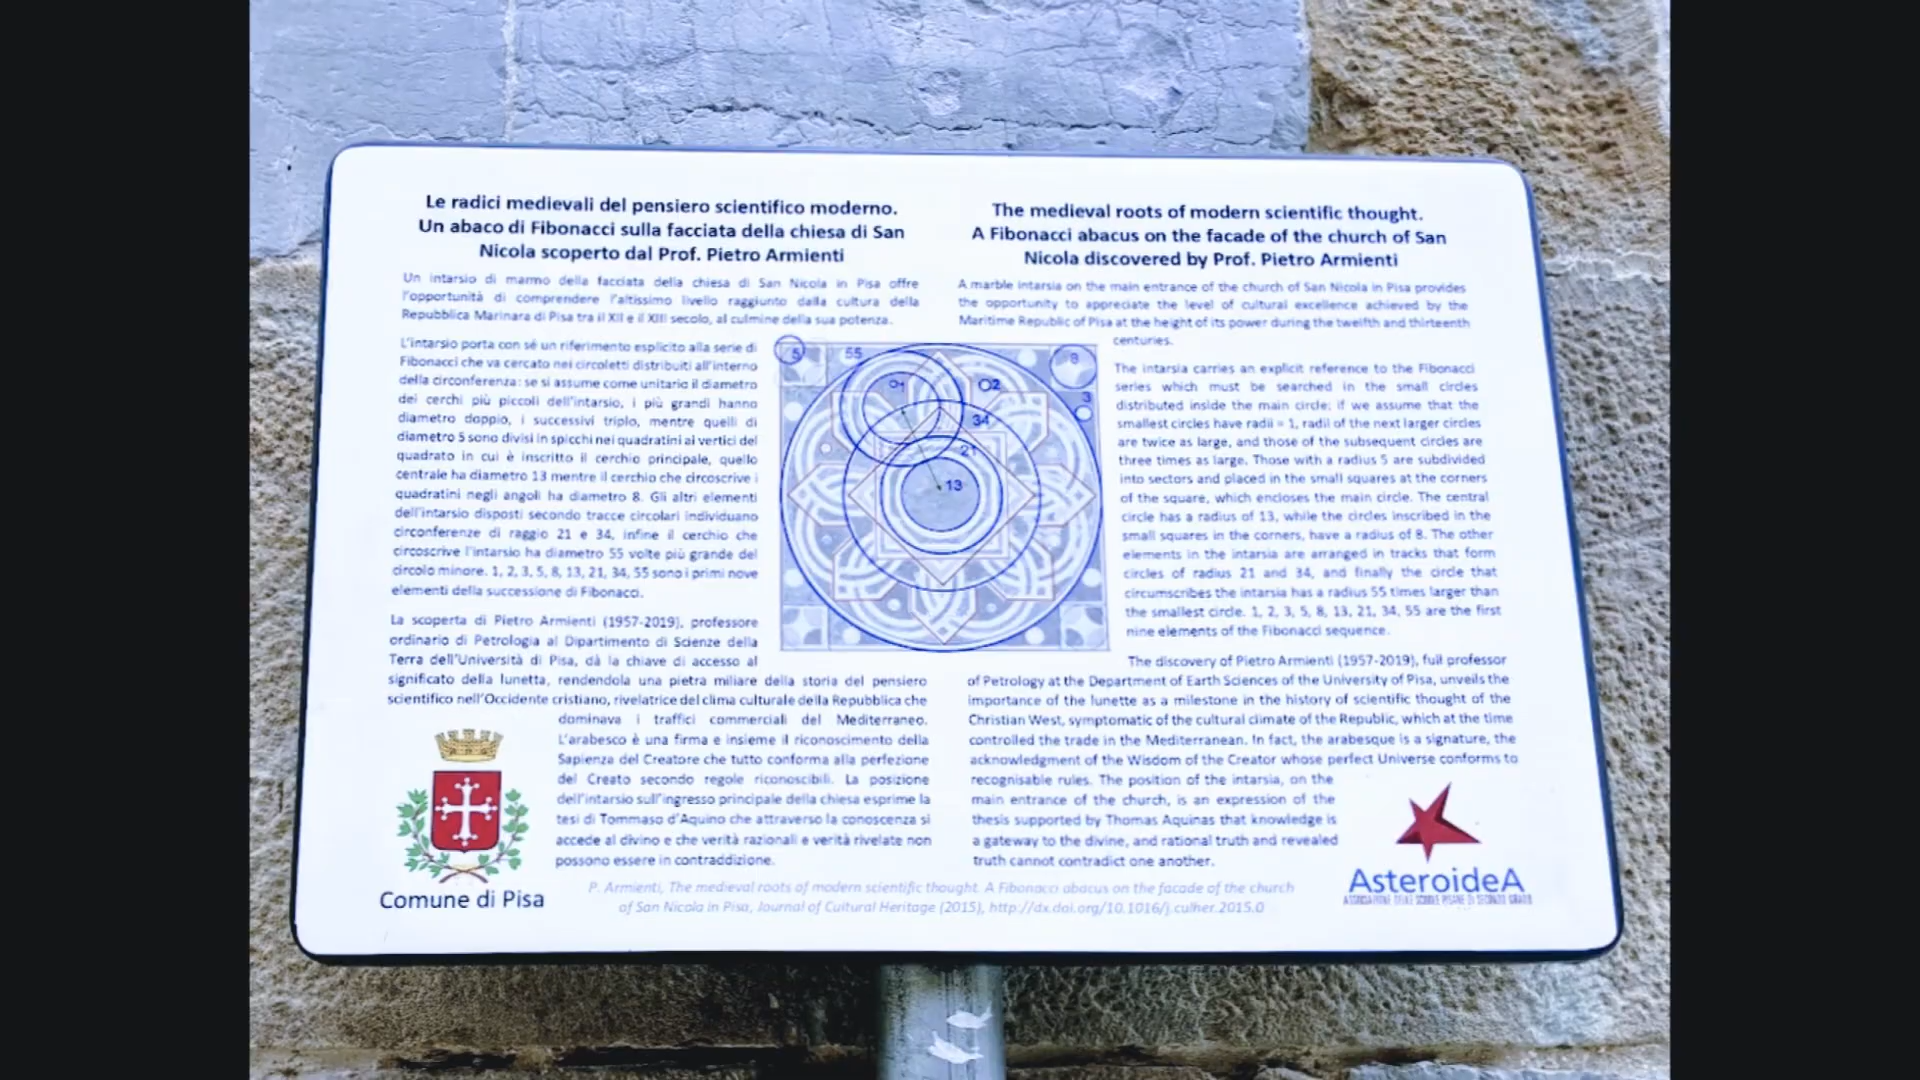 Le radici medievali del pensiero scientifico moderno.
Un abaco di Fibonacci sulla facciata della chiesa di San
Nicola scoperto dal Prof. Pietro Armienti
Un intarsio di marmo della facciata della chiesa di San Nicola in Pisa offre
l'opportunità di comprendere l'altissimo livello raggiunto dalla cultura della
Repubblica Marinara di Pisa tra il XII e il XIII secolo, al culmine della sua potenza.
L'intarsio porta con sé un riferimento esplicito alla serie di
Fibonacci che va cercato nei circoletti distribuiti all'interno
della circonferenza: se si assume come unitario il diametro
dei cerchi più piccoli dell'intarsio, i più grandi hanno
diametro doppio, i successivi triplo, mentre quelli di
diametro 5 sono divisi in spicchi nei quadratini ai vertici del
quadrato in cui è inscritto il cerchio principale, quello
centrale ha diametro 13 mentre il cerchio che circoscrive i
quadratini negli angoli ha diametro 8. Gli altri elementi
dell'intarsio disposti secondo tracce circolari individuano
circonferenze di raggio 21 e 34, infine il cerchio che
circoscrive l'intarsio ha diametro 55 volte più grande del
circolo minore. 1, 2, 3, 5, 8, 13, 21, 34, 55 sono i primi nove
elementi della successione di Fibonacci.
La scoperta di Pietro Armienti (1957-2019), professore
ordinario di Petrologia al Dipartimento di Scienze della
Terra dell'Università di Pisa, dà la chiave di accesso al
significato della lunetta, rendendola una pietra miliare della storia del pensiero
scientifico nell'Occidente cristiano, rivelatrice del clima culturale della Repubblica che
dominava i traffici commerciali del Mediterraneo.
L'arabesco è una firma e insieme il riconoscimento della
Sapienza del Creatore che tutto conforma alla perfezione
del Creato secondo regole riconoscibili. La posizione
dell'intarsio sull'ingresso principale della chiesa esprime la
tesi di Tommaso d'Aquino che attraverso la conoscenza si
accede al divino e che verità razionali e verità rivelate non
possono essere in contraddizione.
Comune di Pisa
5
55
1
2
8
3
34
21
13
The medieval roots of modern scientific thought.
A Fibonacci abacus on the facade of the church of San
Nicola discovered by Prof. Pietro Armienti
A marble intarsia on the main entrance of the church of San Nicola in Pisa provides
the opportunity to appreciate the level of cultural excellence achieved by the
Maritime Republic of Pisa at the height of its power during the twelfth and thirteenth
centuries.
The intarsia carries an explicit reference to the Fibonacci
series which must be searched in the small circles
distributed inside the main circle; if we assume that the
smallest circles have radii = 1, radii of the next larger circles
are twice as large, and those of the subsequent circles are
three times as large. Those with a radius 5 are subdivided
into sectors and placed in the small squares at the corners
of the square, which encloses the main circle. The central
circle has a radius of 13, while the circles inscribed in the
small squares in the corners, have a radius of 8. The other
elements in the intarsia are arranged in tracks that form
circles of radius 21 and 34, and finally the circle that
circumscribes the intarsia has a radius 55 times larger than
the smallest circle. 1, 2, 3, 5, 8, 13, 21, 34, 55 are the first
nine elements of the Fibonacci sequence.
The discovery of Pietro Armienti (1957-2019), full professor
of Petrology at the Department of Earth Sciences of the University of Pisa, unveils the
importance of the lunette as a milestone in the history of scientific thought of the
Christian West, symptomatic of the cultural climate of the Republic, which at the time
controlled the trade in the Mediterranean. In fact, the arabesque is a signature, the
acknowledgment of the Wisdom of the Creator whose perfect Universe conforms to
recognisable rules. The position of the intarsia, on the
main entrance of the church, is an expression of the
thesis supported by Thomas Aquinas that knowledge is
a gateway to the divine, and rational truth and revealed
truth cannot contradict one another.
AsteroideA
ASSOCIAZIONE DELLE SCUOLE PISANE DI SECONDO GRADO
P. Armienti, The medieval roots of modern scientific thought. A Fibonacci abacus on the facade of the church
of San Nicola in Pisa, Journal of Cultural Heritage (2015), http://dx.doi.org/10.1016/j.culher.2015.0